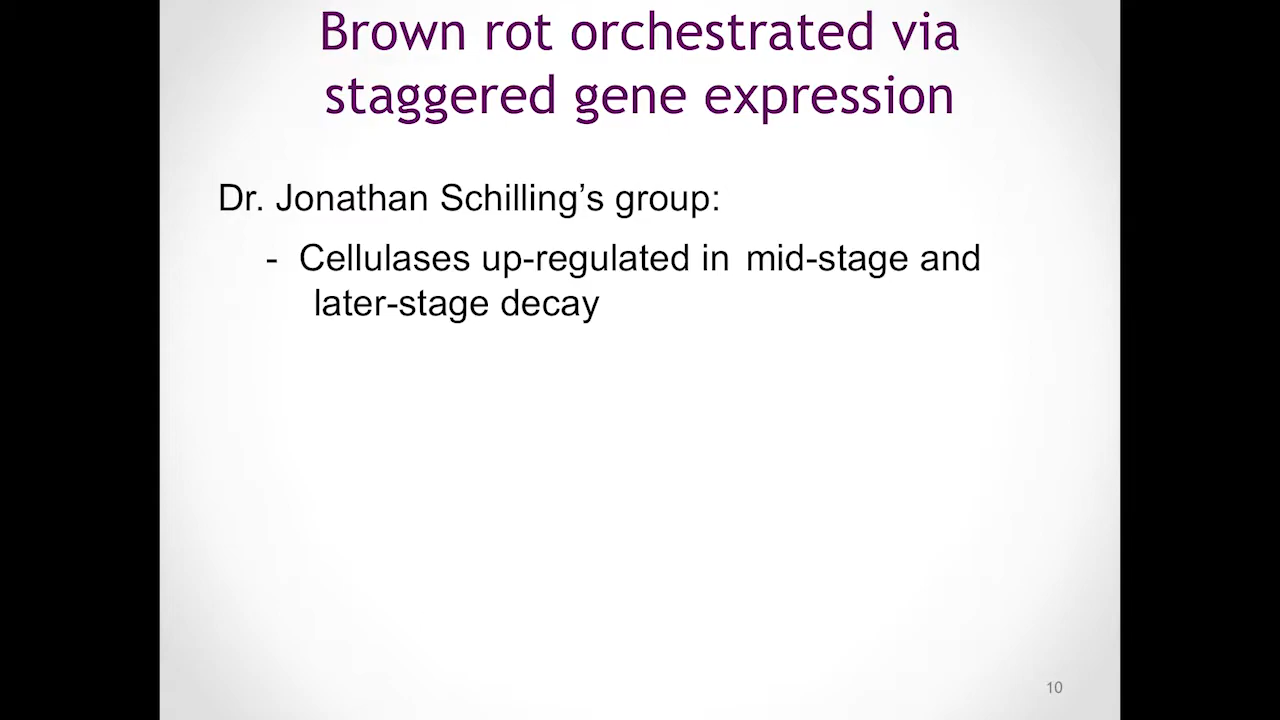 Brown rot orchestrated via
staggered gene expression
Dr. Jonathan Schilling’s group:
- Cellulases up-regulated in mid-stage and
later-stage decay
10